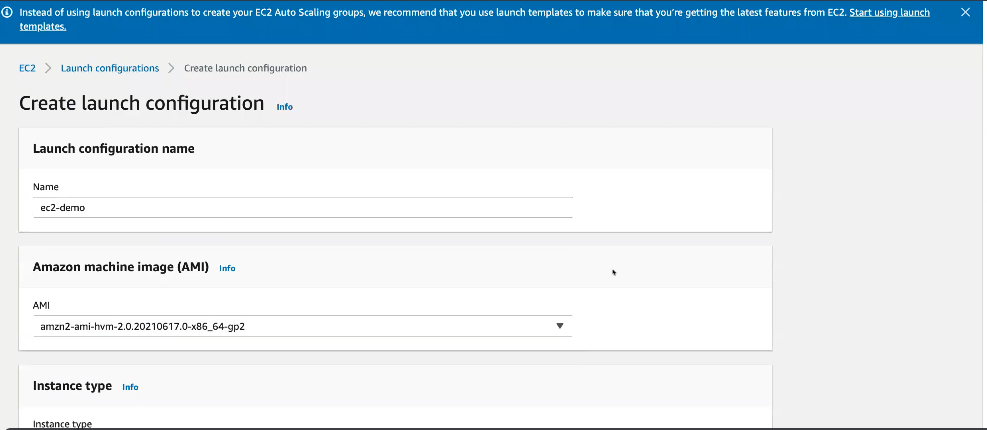 Instead of using launch configurations to create your EC2 Auto Scaling groups, we recommend that you use launch templates to make sure that you're getting the latest features from EC2. Start using launch
templates.
EC2 > Launch configurations > Create launch configuration
Create launch configuration Info
Launch configuration name
Name
ec2-demo
Amazon machine image (AMI) Info
AMI
amzn2-ami-hvm-2.0.20210617.0-x86_64-gp2
Instance type Info
Instance type